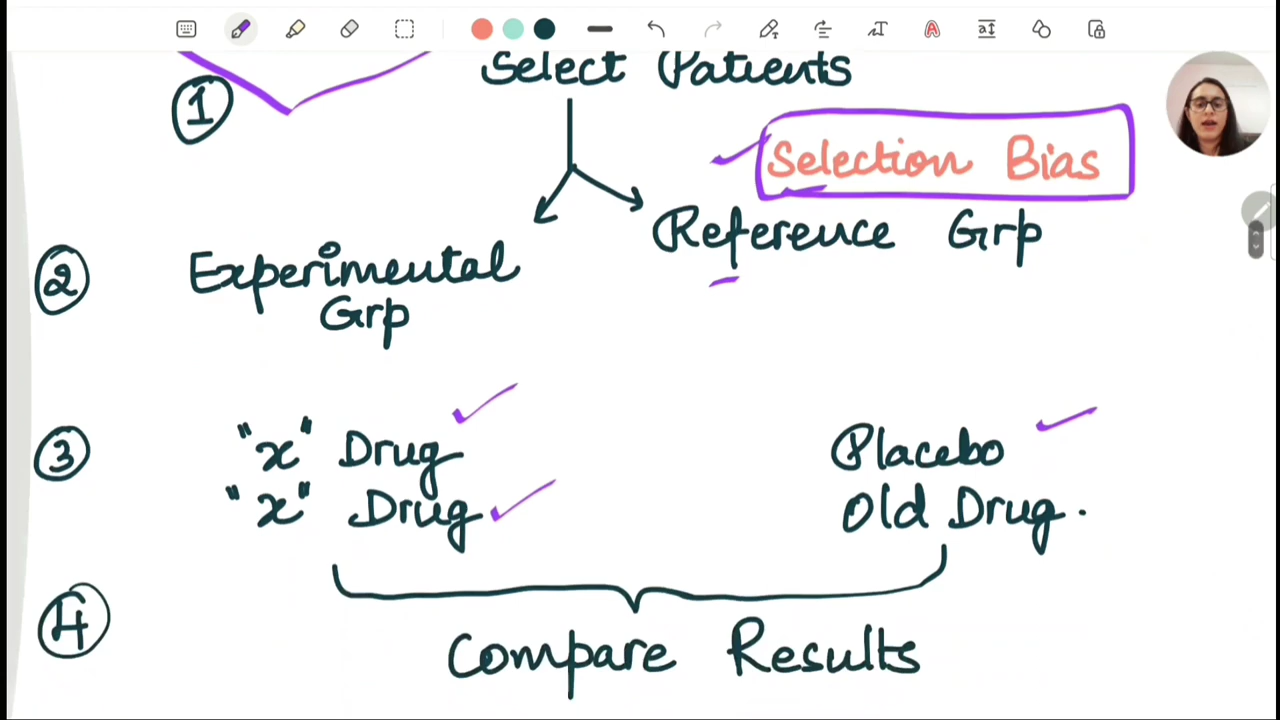 Select Patients
①
Selection Bias
Reference Grp
② Experimental
Grp
③ "x" Drug Placebo
"x" Drug Old Drug.
④
Compare Results